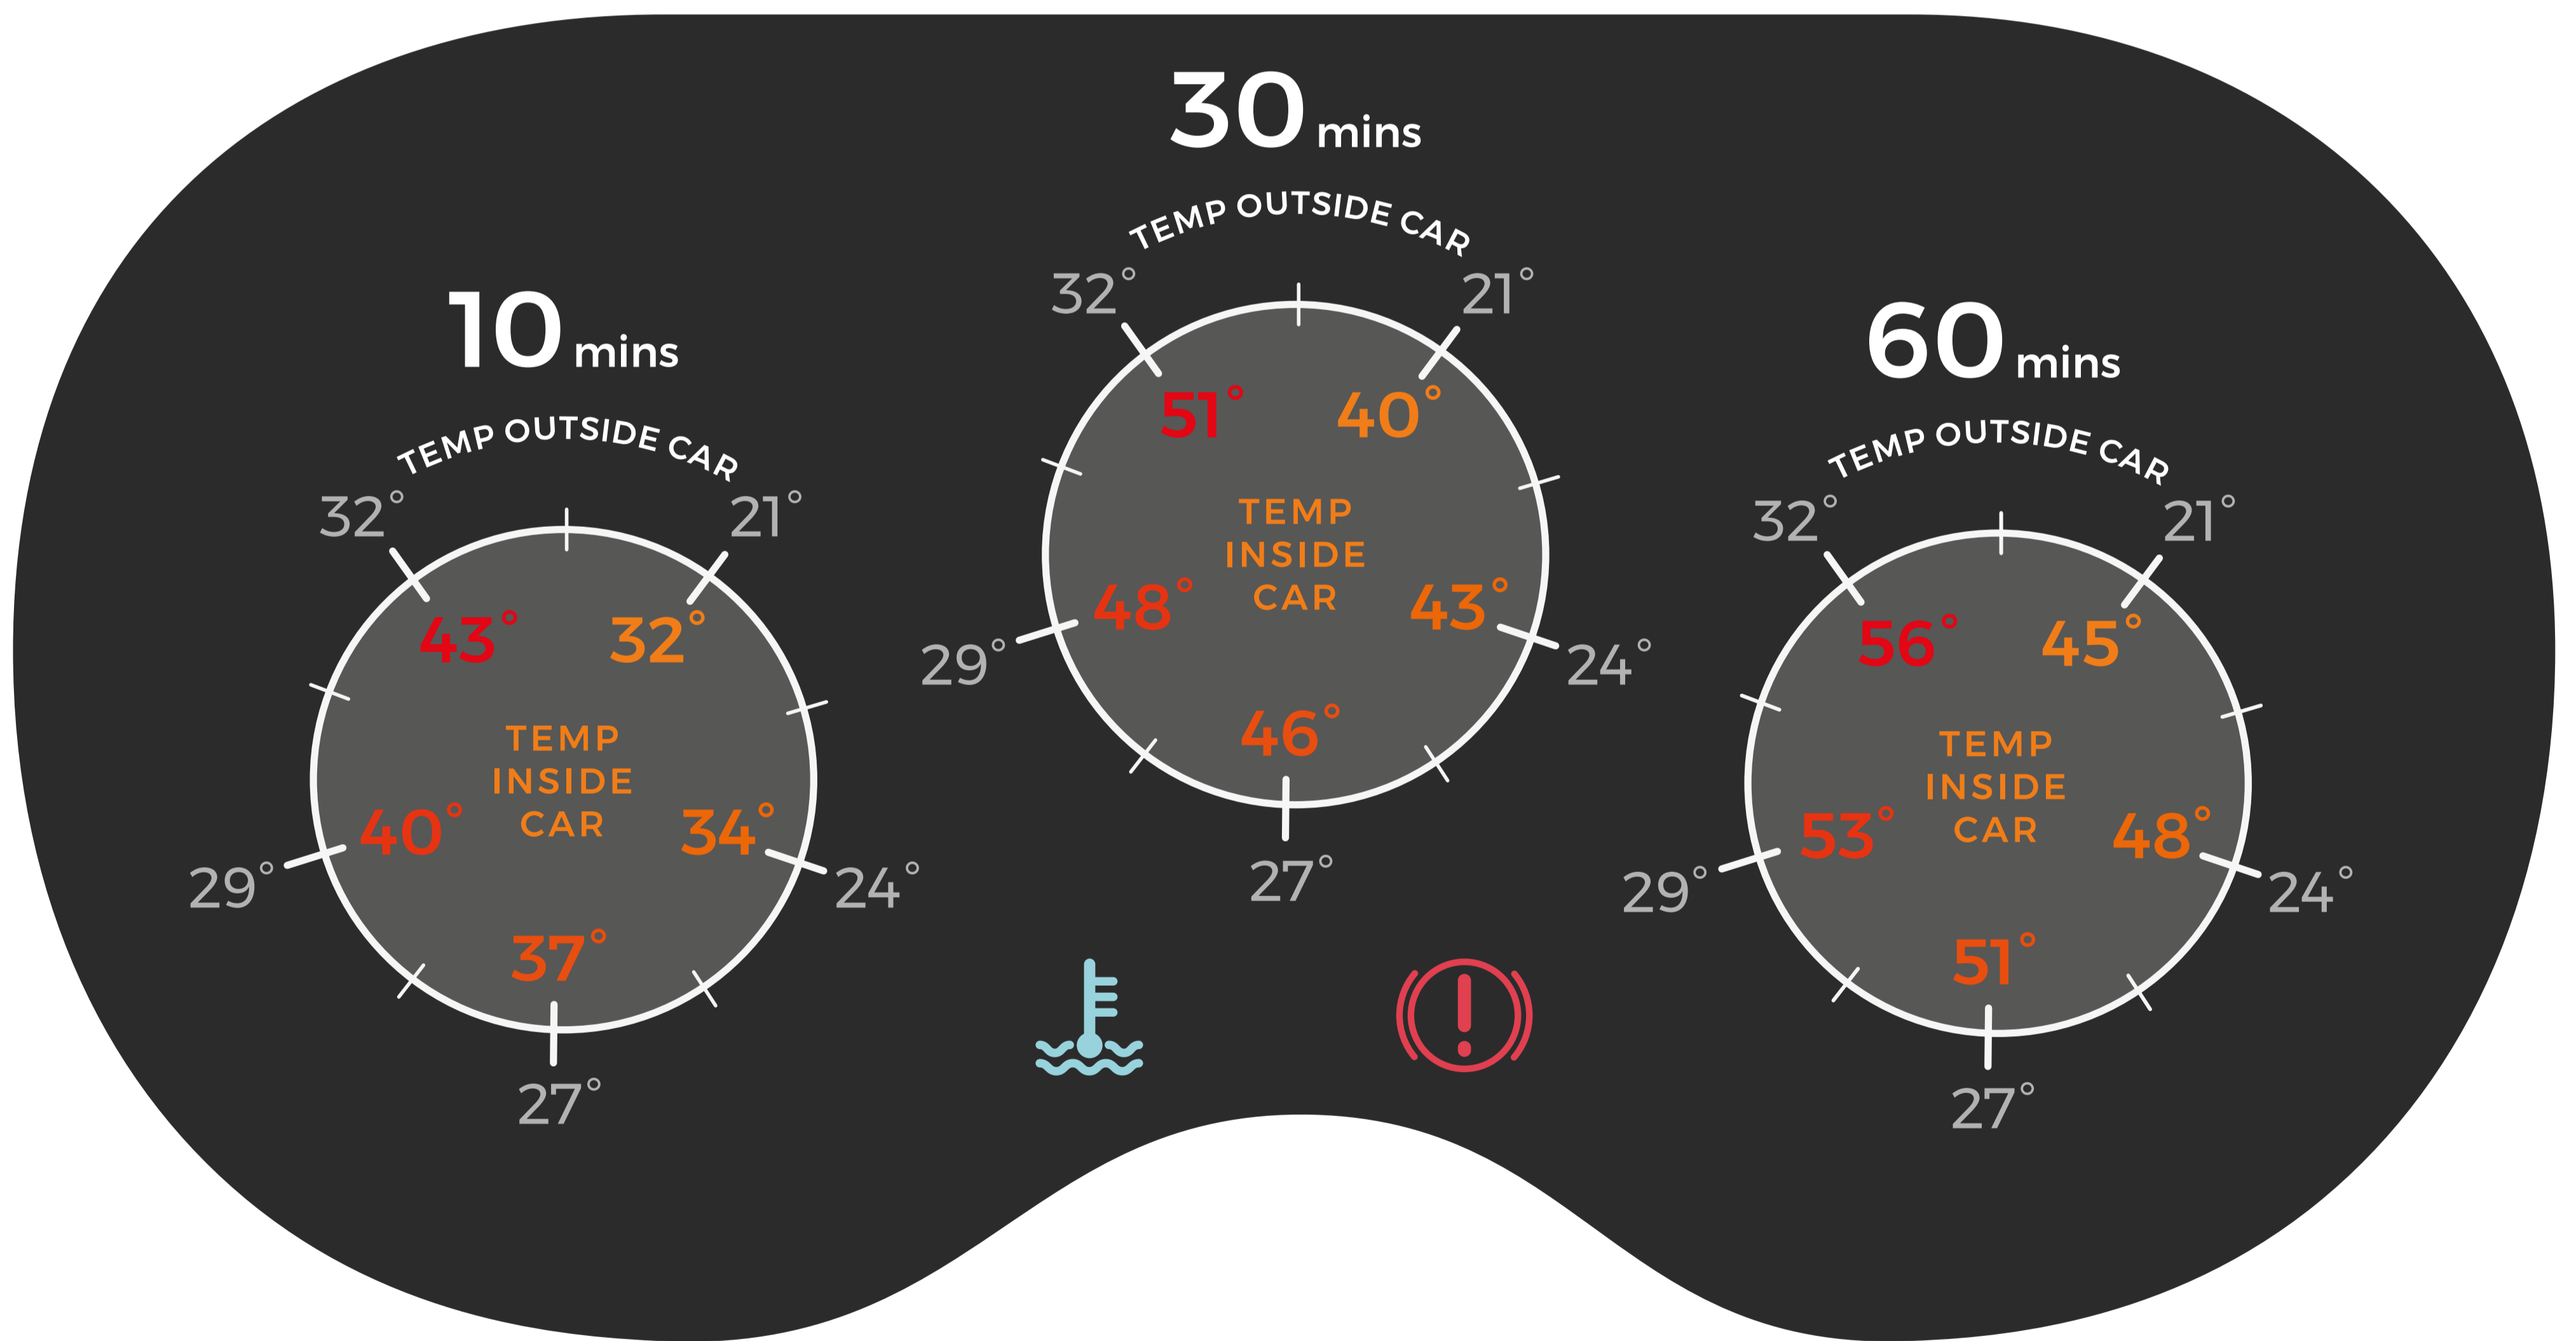 10 mins
TEMP OUTSIDE CAR
32° 21°
43° 32°
TEMP
INSIDE
CAR
40° 34°
29° 24°
37°
27°
30 mins
TEMP OUTSIDE CAR
32° 21°
51° 40°
TEMP
INSIDE
CAR
48° 43°
29° 24°
46°
27°
60 mins
TEMP OUTSIDE CAR
32° 21°
56° 45°
TEMP
INSIDE
CAR
53° 48°
29° 24°
51°
27°